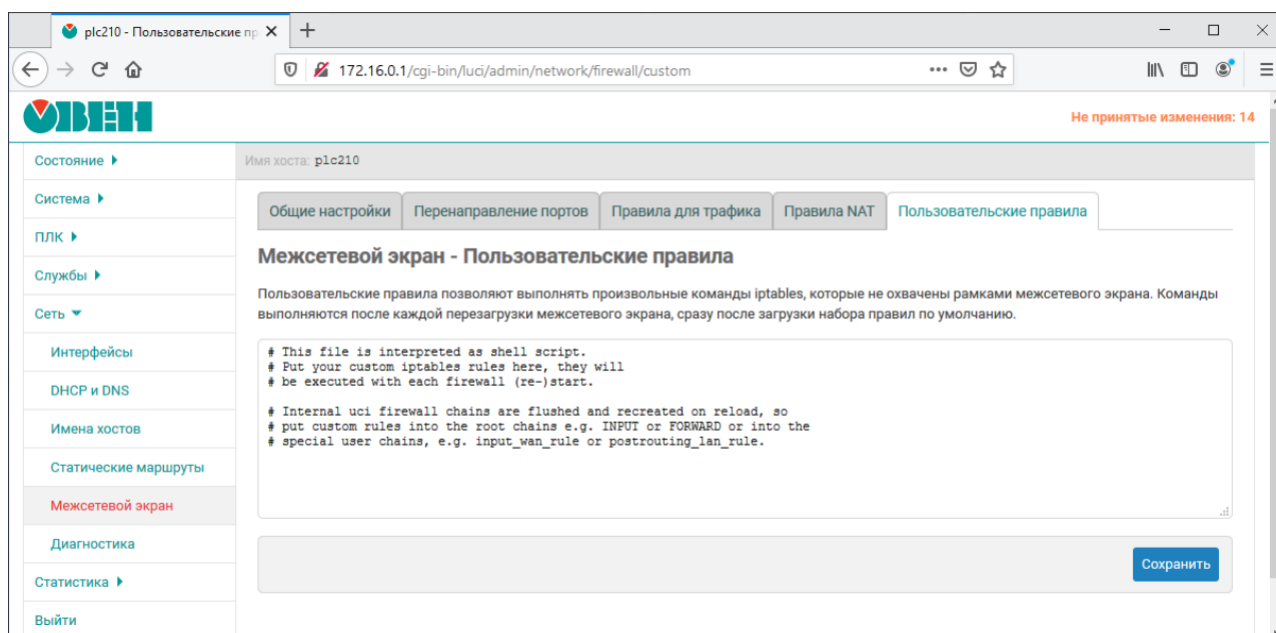 plc210 - Пользовательские пр
172.16.0.1/cgi-bin/luci/admin/network/firewall/custom
ОВЕН
Не принятые изменения: 14
Состояние
Имя хоста: plc210
Система
Общие настройки Перенаправление портов Правила для трафика Правила NAT Пользовательские правила
ПЛК
Межсетевой экран - Пользовательские правила
Службы
Пользовательские правила позволяют выполнять произвольные команды iptables, которые не охвачены рамками межсетевого экрана. Команды
выполняются после каждой перезагрузки межсетевого экрана, сразу после загрузки набора правил по умолчанию.
Сеть
Интерфейсы
DHCP и DNS
Имена хостов
Статические маршруты
Межсетевой экран
Диагностика
Статистика
Выйти
# This file is interpreted as shell script.
# Put your custom iptables rules here, they will
# be executed with each firewall (re-)start.
# Internal uci firewall chains are flushed and recreated on reload, so
# put custom rules into the root chains e.g. INPUT or FORWARD or into the
# special user chains, e.g. input_wan_rule or postrouting_lan_rule.
Сохранить